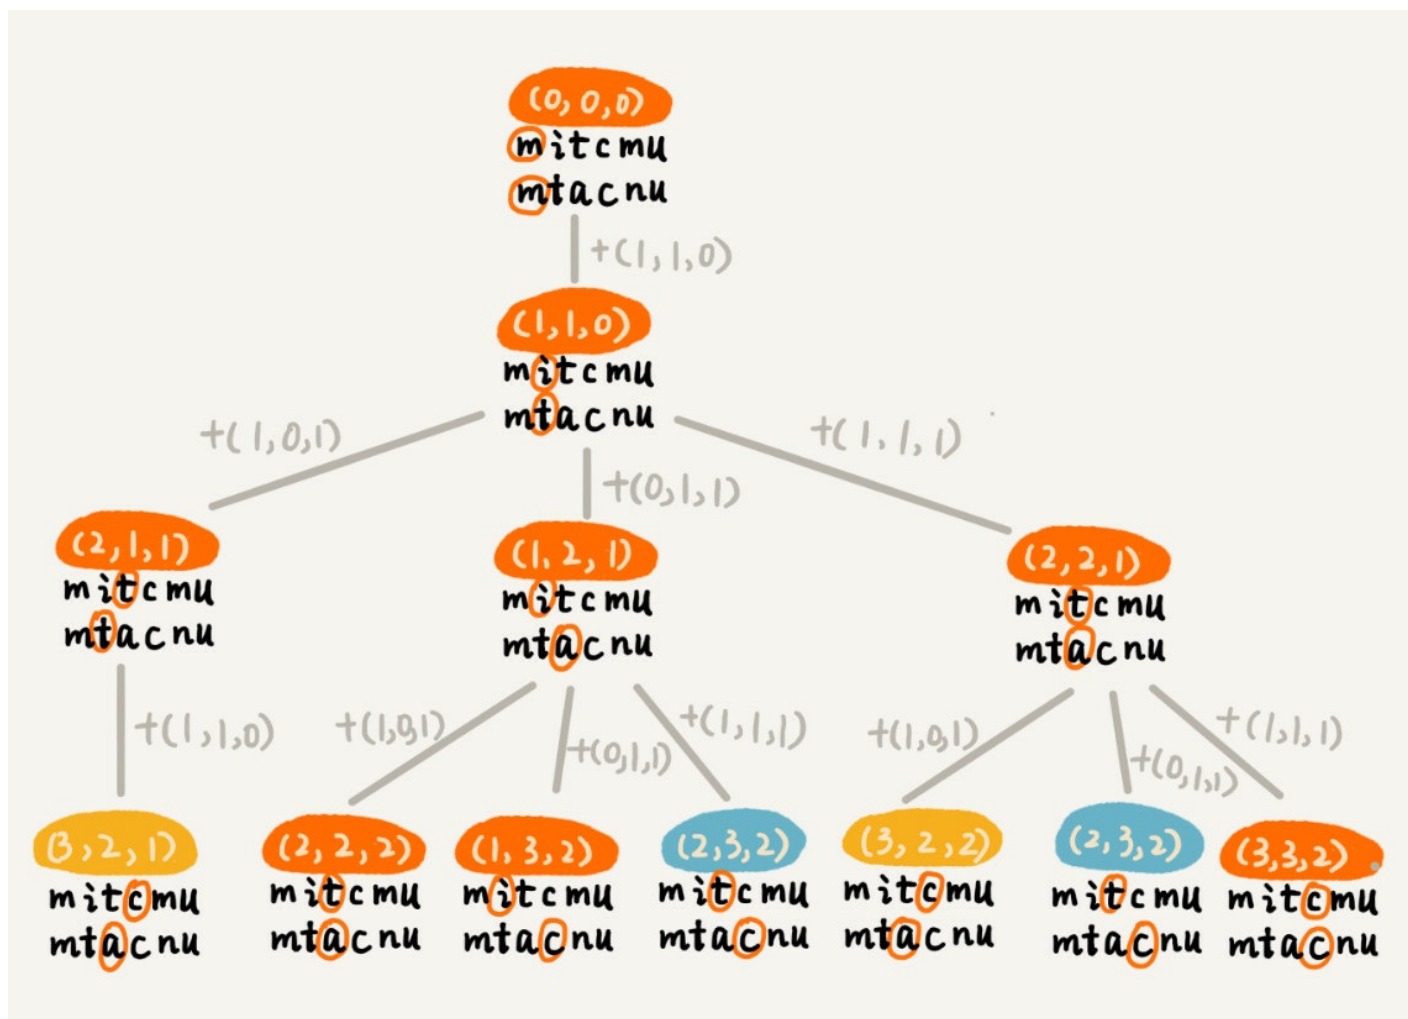 (0, 0, 0)
mitcmu
mtacnu
+(1,1,0)
(1,1,0)
mitcmu
mtacnu
+(1,0,1)
+(0,1,1)
+(1,1,1)
(2,1,1)
mitcmu
mtacnu
(1,2,1)
mitcmu
mtacnu
(2,2,1)
mitcmu
mtacnu
+(1,1,0)
+(1,0,1)
+(0,1,1)
+(1,1,1)
+(1,0,1)
+(0,1,1)
+(1,1,1)
(3,2,1)
mitcmu
mtacnu
(2,2,2)
mitcmu
mtacnu
(1,3,2)
mitcmu
mtacnu
(2,3,2)
mitcmu
mtacnu
(3,2,2)
mitcmu
mtacnu
(2,3,2)
mitcmu
mtacnu
(3,3,2)
mitcmu
mtacnu